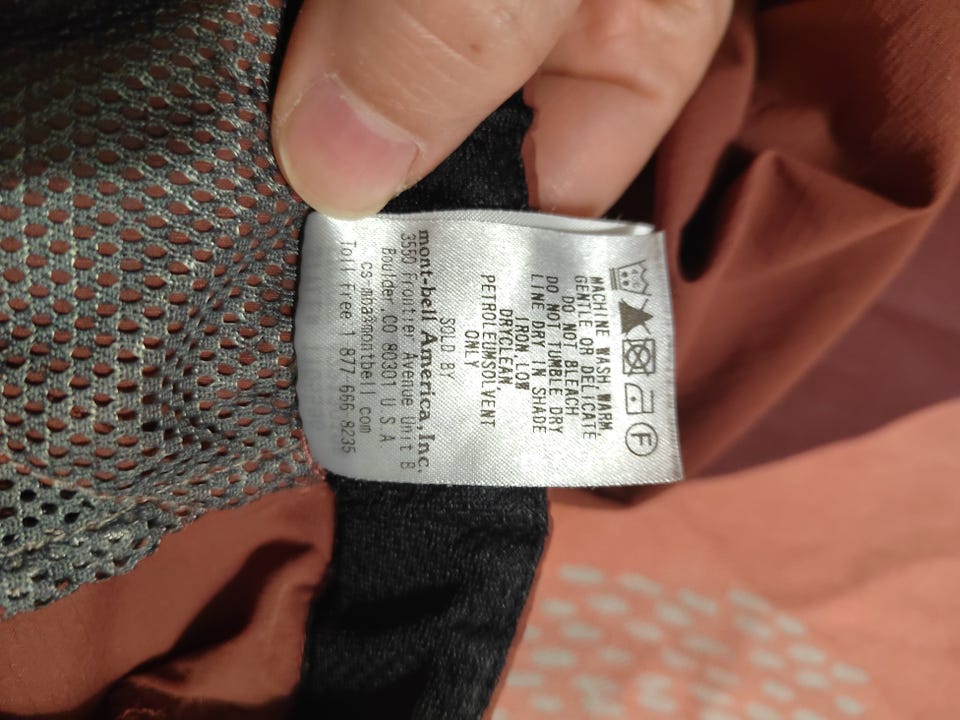 MACHINE WASH,WARM
GENTLE OR DELICATE
DO NOT BLEACH
DO NOT TUMBLE DRY
LINE DRY IN SHADE
IRON,LOW
DRYCLEAN,
PETROLEUMSOLVENT
ONLY
SOLD BY
mont-bell America,Inc.
3550 Frontier Avenue Unit B
Boulder CO 80301 U S A
cs-mba@montbell.com
Toll free 1 877 666 8235
F